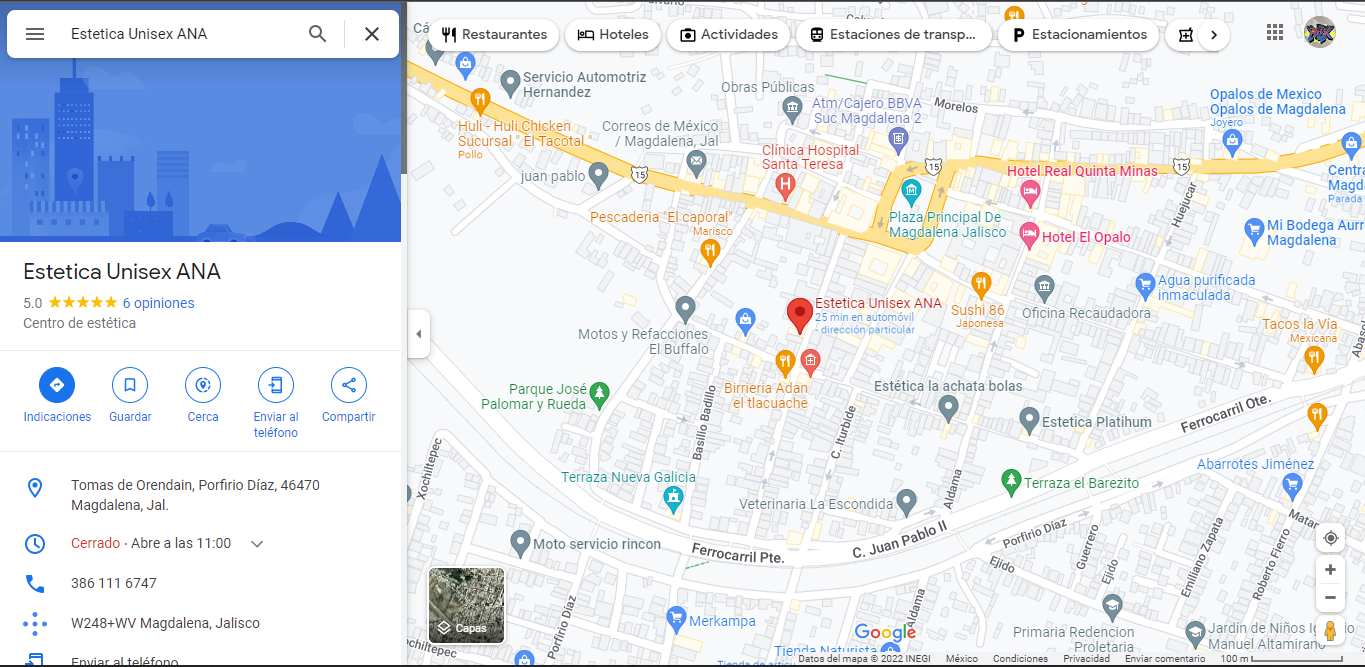 Estetica Unisex ANA
Estetica Unisex ANA
5.0
6 opiniones
Centro de estética
Indicaciones
Guardar
Cerca
Enviar al
teléfono
Compartir
Tomas de Orendain, Porfirio Díaz, 46470
Magdalena, Jal.
Cerrado · Abre a las 11:00
386 111 6747
W248+WV Magdalena, Jalisco
Enviar al teléfono
Restaurantes
Hoteles
Actividades
Estaciones de transp...
Estacionamientos
Servicio Automotriz
Hernandez
Obras Públicas
Atm/Cajero BBVA
Suc Magdalena 2
Morelos
Opalos de Mexico
Opalos de Magdalena
Joyero
Huli - Huli Chicken
Sucursal "El Tacotal"
Pollo
Correos de México
/ Magdalena, Jal
Clínica Hospital
Santa Teresa
15
15
15
Hotel Real Quinta Minas
juan pablo
Huejucar
Pescaderia "El caporal"
Marisco
Plaza Principal De
Magdalena Jalisco
Hotel El Opalo
Mi Bodega Aurr
Magdalena
Agua purificada
inmaculada
Estetica Unisex ANA
25 min en automóvil
- dirección particular
Sushi 86
Japonesa
Oficina Recaudadora
Motos y Refacciones
El Buffalo
Tacos la Vía
Mexicana
Birrieria Adan
el tlacuache
Estética la achata bolas
Parque José
Palomar y Rueda
Basilio Badillo
C. Iturbide
Estetica Platihum
Ferrocarril Ote.
Xochiltepec
Terraza Nueva Galicia
Aldama
Terraza el Barezito
Abarrotes Jiménez
Veterinaria La Escondida
Moto servicio rincon
Ferrocarril Pte.
C. Juan Pablo II
Porfirio Díaz
Guerrero
Ejido
Ejido
Emiliano Zapata
Roberto Fierro
Matar
Porfirio Díaz
Aldama
Merkampa
Primaria Redencion
Proletaria
Jardín de Niños
Manuel Altamirano
Tienda Naturista
Capas
Google
Datos del mapa © 2022 INEGI
México
Condiciones
Privacidad
Enviar comentario
100 m